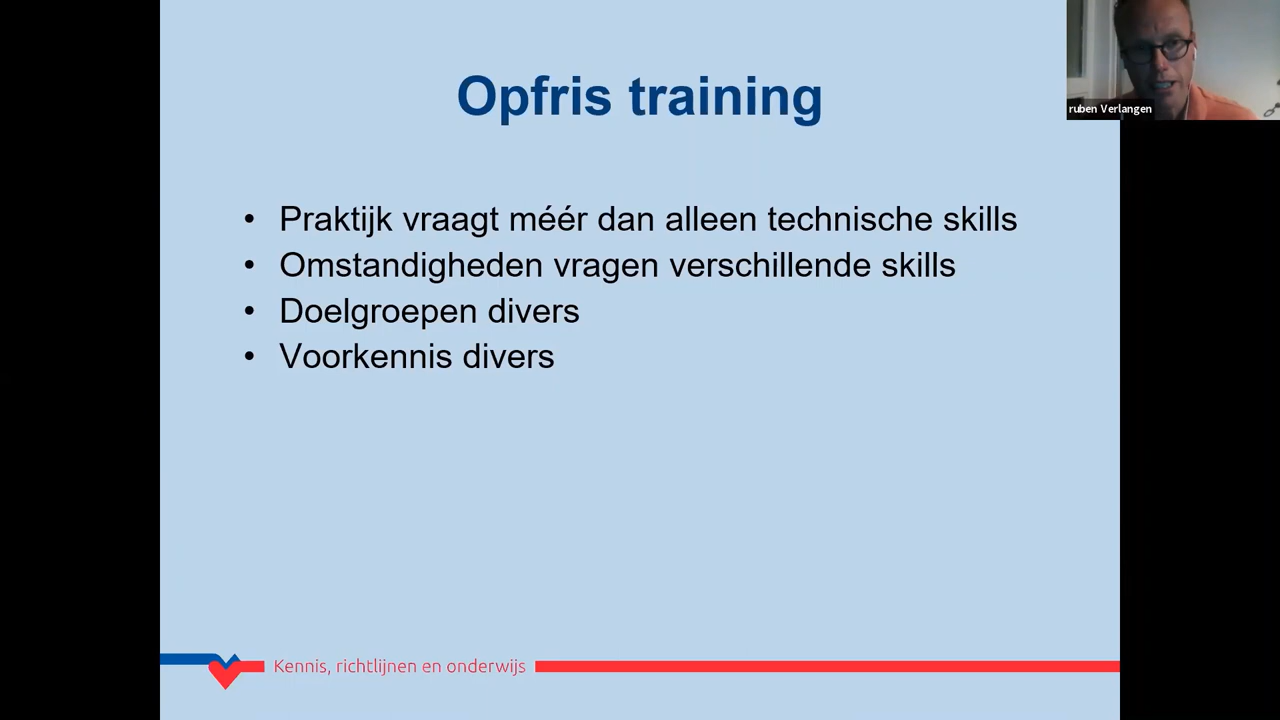 Opfris training
ruben Verlangen
• Praktijk vraagt méér dan alleen technische skills
• Omstandigheden vragen verschillende skills
• Doelgroepen divers
• Voorkennis divers
Kennis, richtlijnen en onderwijs